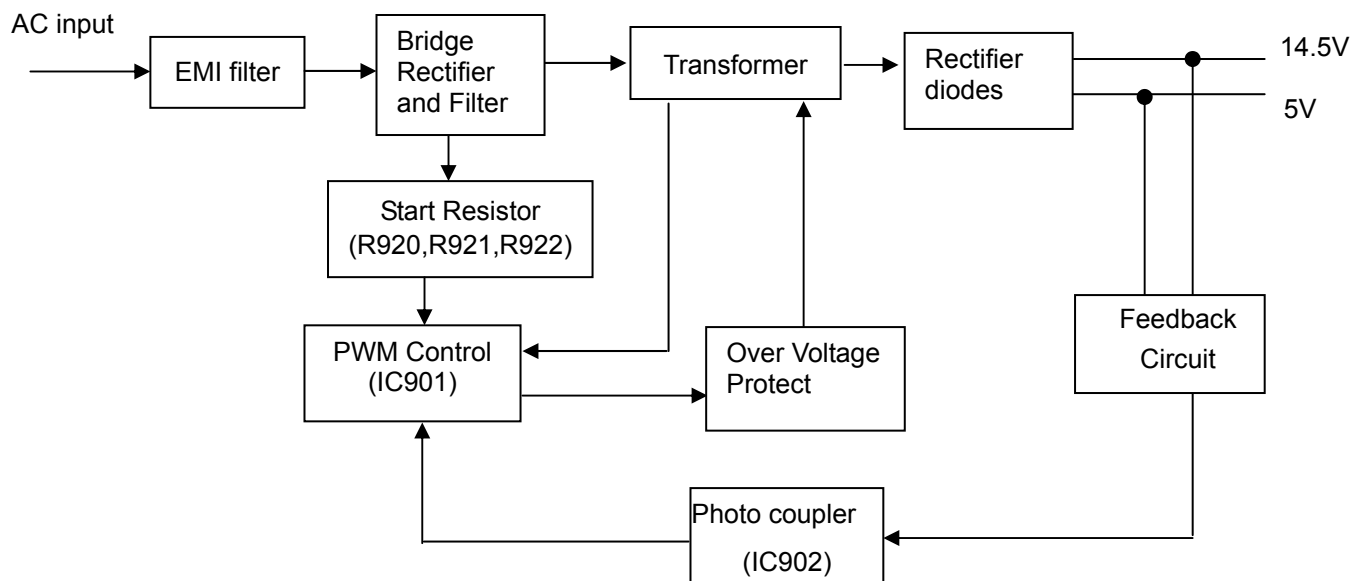 AC input
EMI filter
Bridge
Rectifier
and Filter
Transformer
Rectifier
diodes
14.5V
5V
Start Resistor
(R920,R921,R922)
PWM Control
(IC901)
Over Voltage
Protect
Feedback
Circuit
Photo coupler
(IC902)